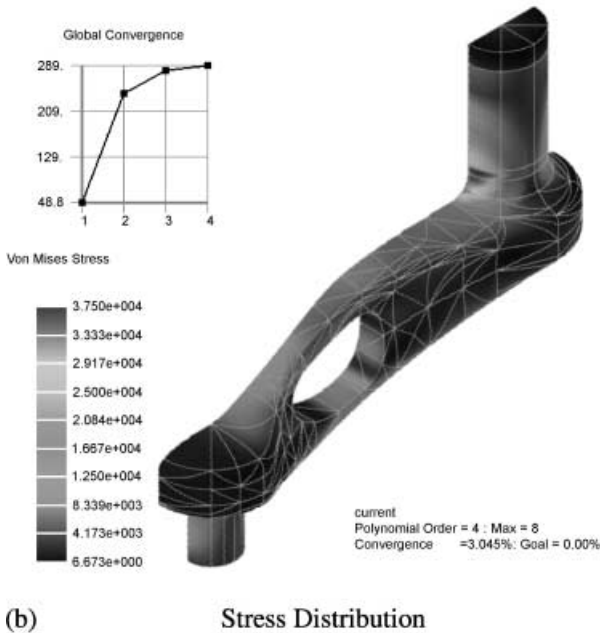 Global Convergence
289.
209.
129.
48.8
1 2 3 4
Von Mises Stress
3.750e+004
3.333e+004
2.917e+004
2.500e+004
2.084e+004
1.667e+004
1.250e+004
8.339e+003
4.173e+003
6.673e+000
current
Polynomial Order = 4 : Max = 8
Convergence =3.045%: Goal = 0.00%
(b) Stress Distribution